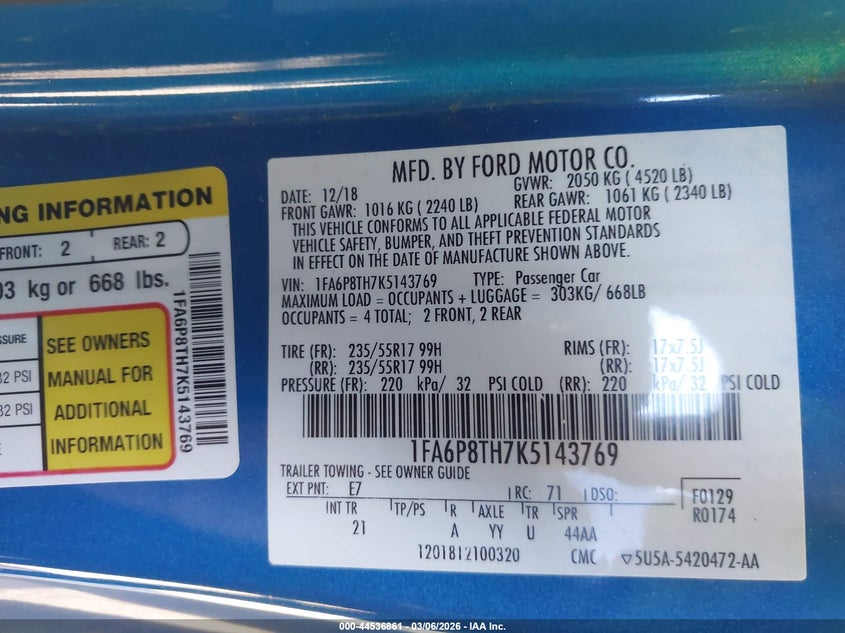 NG INFORMATION
FRONT: 2 REAR: 2
03 kg or 668 lbs.
SSURE
32 PSI
32 PSI
E
SEE OWNERS
MANUAL FOR
ADDITIONAL
INFORMATION
1FA6P8TH7K5143769
MFD. BY FORD MOTOR CO.
DATE: 12/18 GVWR: 2050 KG ( 4520 LB)
FRONT GAWR: 1016 KG ( 2240 LB) REAR GAWR: 1061 KG ( 2340 LB)
THIS VEHICLE CONFORMS TO ALL APPLICABLE FEDERAL MOTOR
VEHICLE SAFETY, BUMPER, AND THEFT PREVENTION STANDARDS
IN EFFECT ON THE DATE OF MANUFACTURE SHOWN ABOVE.
VIN: 1FA6P8TH7K5143769 TYPE: Passenger Car
MAXIMUM LOAD = OCCUPANTS + LUGGAGE = 303KG/ 668LB
OCCUPANTS = 4 TOTAL; 2 FRONT, 2 REAR
TIRE (FR): 235/55R17 99H RIMS (FR): 17x7.5J
(RR): 235/55R17 99H (RR): 17x7.5J
PRESSURE (FR): 220 kPa/ 32 PSI COLD (RR): 220 kPa/ 32 PSI COLD
1FA6P8TH7K5143769
TRAILER TOWING - SEE OWNER GUIDE
EXT PNT: E7 RC: 71 DSO: F0129
INT TR TP/PS R AXLE TR SPR R0174
21 A YY U 44AA
1201812100320 CMC ▽5U5A-5420472-AA
000-44536861 - 03/06/2026 - IAA Inc.